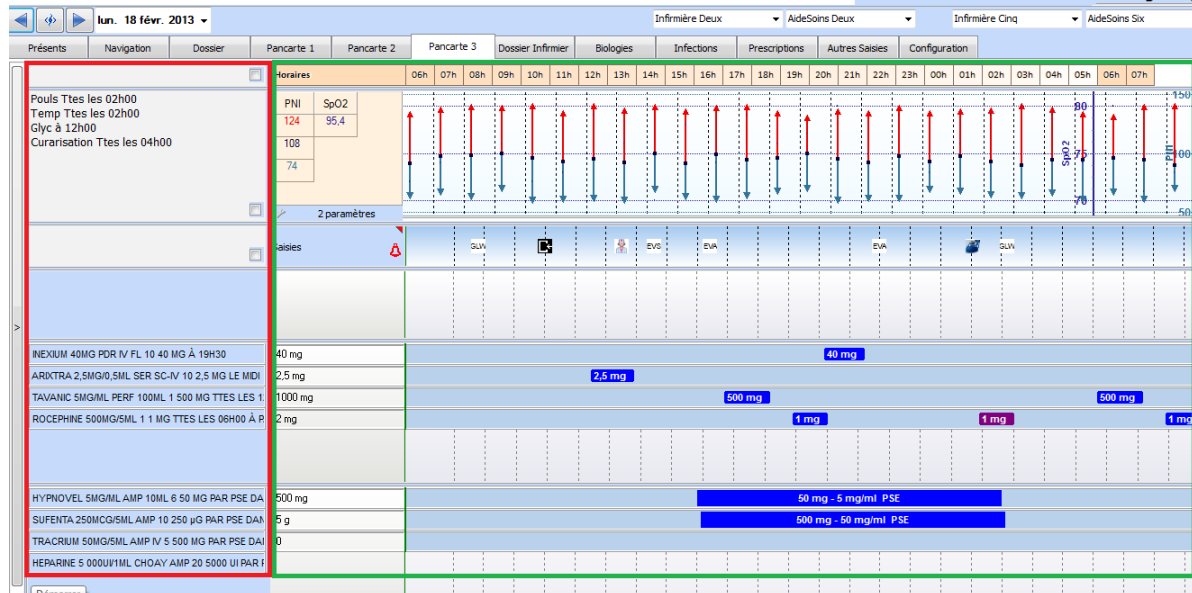 lun. 18 févr. 2013
Infirmière Deux AideSoins Deux Infirmière Cinq AideSoins Six
Présents Navigation Dossier Pancarte 1 Pancarte 2 Pancarte 3 Dossier Infirmier Biologies Infections Prescriptions Autres Saisies Configuration
Horaires 06h 07h 08h 09h 10h 11h 12h 13h 14h 15h 16h 17h 18h 19h 20h 21h 22h 23h 00h 01h 02h 03h 04h 05h 06h 07h
Pouls Ttes les 02h00
Temp Ttes les 02h00
Glyc à 12h00
Curarisation Ttes les 04h00
PNI SpO2
124 95,4
108
74
2 paramètres
80 150
SpO2 75 PNI 100
70 50
Saisies GLW EVS EVA EVA GLW
>
INEXIUM 40MG PDR IV FL 10 40 MG À 19H30 40 mg 40 mg
ARIXTRA 2,5MG/0,5ML SER SC-IV 10 2,5 MG LE MIDI 2,5 mg 2,5 mg
TAVANIC 5MG/ML PERF 100ML 1 500 MG TTES LES 1 1000 mg 500 mg 500 mg
ROCEPHINE 500MG/5ML 1 1 MG TTES LES 06H00 À P 2 mg 1 mg 1 mg 1 mg
HYPNOVEL 5MG/ML AMP 10ML 6 50 MG PAR PSE DA 500 mg 50 mg - 5 mg/ml PSE
SUFENTA 250MCG/5ML AMP 10 250 µG PAR PSE DAN 5 g 500 mg - 50 mg/ml PSE
TRACRIUM 50MG/5ML AMP IV 5 500 MG PAR PSE DAN 0
HEPARINE 5 000UI/1ML CHOAY AMP 20 5000 UI PAR P
Démarrer